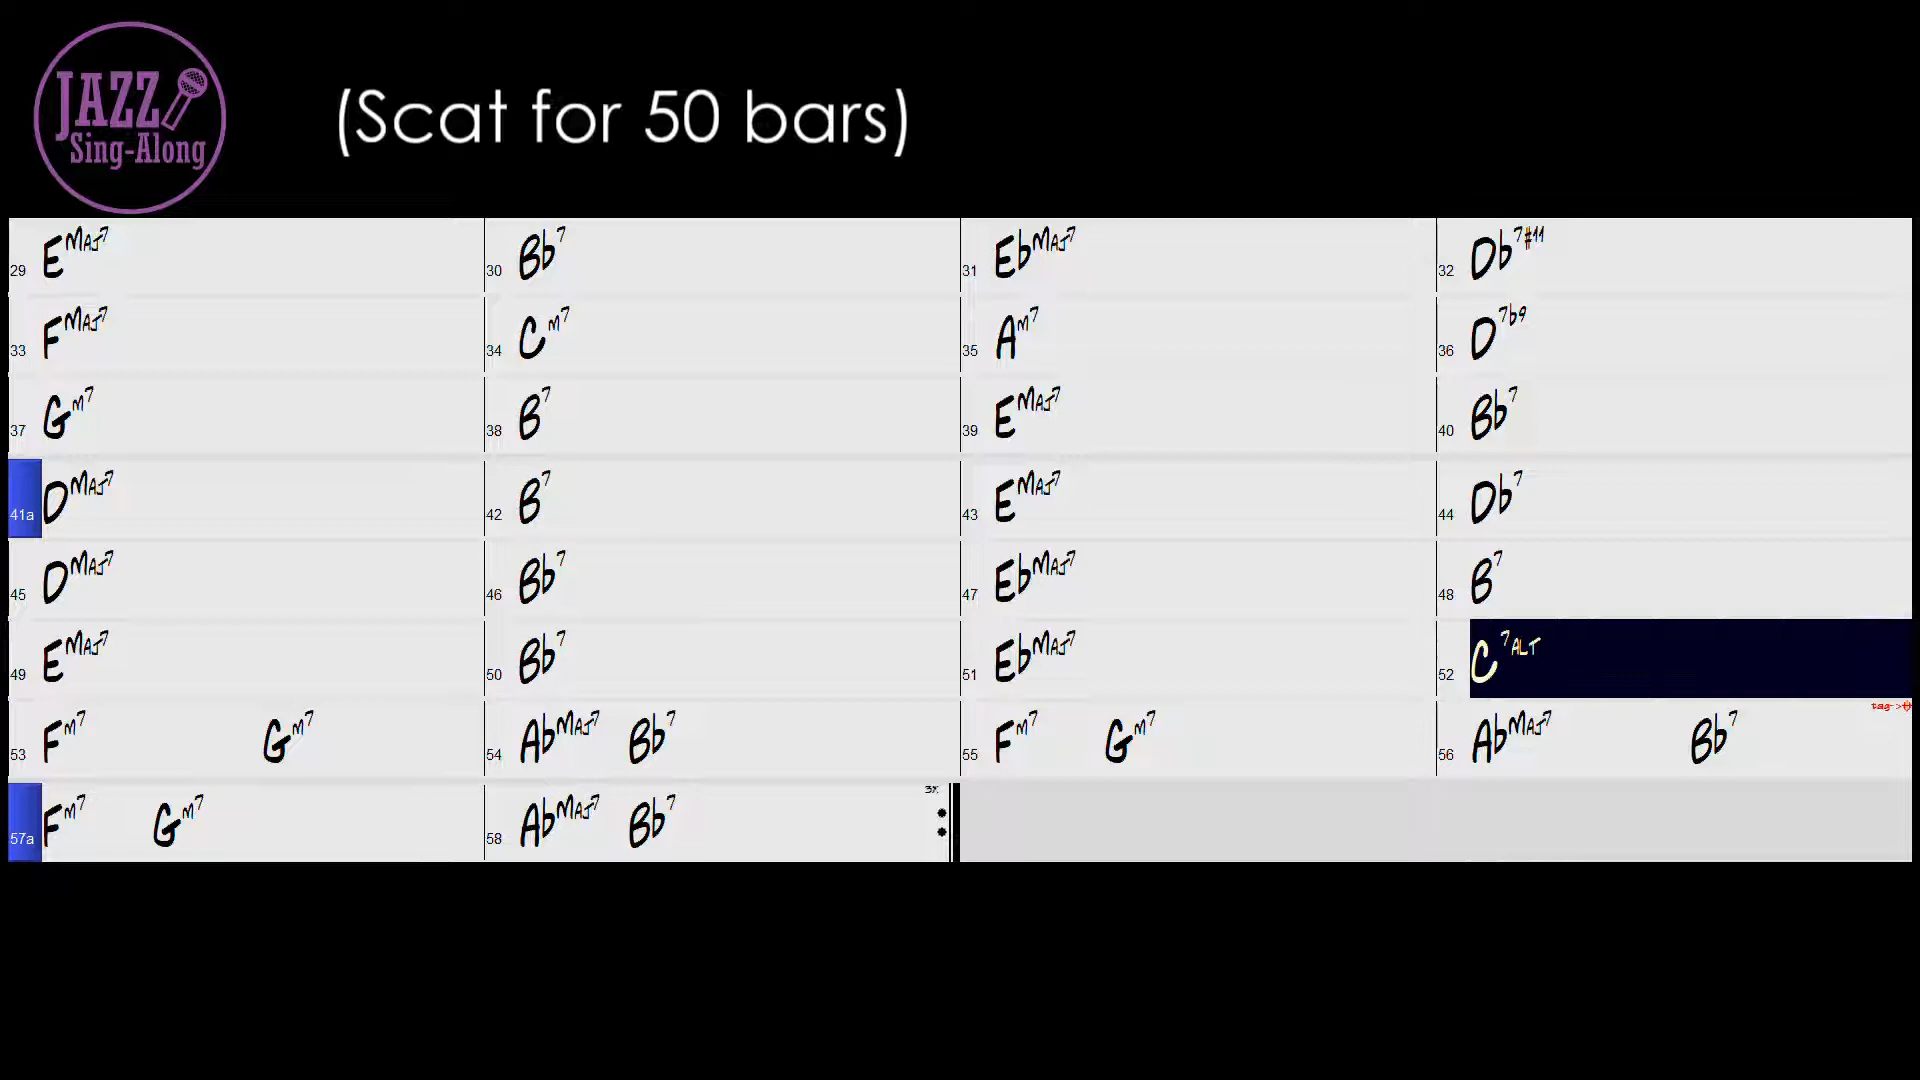 JAZZ
Sing-Along
(Scat for 50 bars)
29 EMAJ7 30 Bb7 31 EbMAJ7 32 Db7#11
33 FMAJ7 34 Cm7 35 Am7 36 D7b9
37 Gm7 38 B7 39 EMAJ7 40 Bb7
41a DMAJ7 42 B7 43 EMAJ7 44 Db7
45 DMAJ7 46 Bb7 47 EbMAJ7 48 B7
49 EMAJ7 50 Bb7 51 EbMAJ7 52 C7ALT
tag->
53 Fm7 Gm7 54 AbMAJ7 Bb7 55 Fm7 Gm7 56 AbMAJ7 Bb7
3x
57a Fm7 Gm7 58 AbMAJ7 Bb7